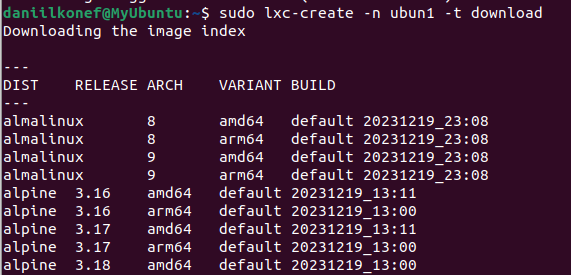 daniilkonef@MyUbuntu:~$ sudo lxc-create -n ubun1 -t download
Downloading the image index

---
DIST    RELEASE ARCH    VARIANT BUILD
---
almalinux       8       amd64   default 20231219_23:08
almalinux       8       arm64   default 20231219_23:08
almalinux       9       amd64   default 20231219_23:08
almalinux       9       arm64   default 20231219_23:08
alpine  3.16    amd64   default 20231219_13:11
alpine  3.16    arm64   default 20231219_13:00
alpine  3.17    amd64   default 20231219_13:11
alpine  3.17    arm64   default 20231219_13:00
alpine  3.18    amd64   default 20231219_13:00